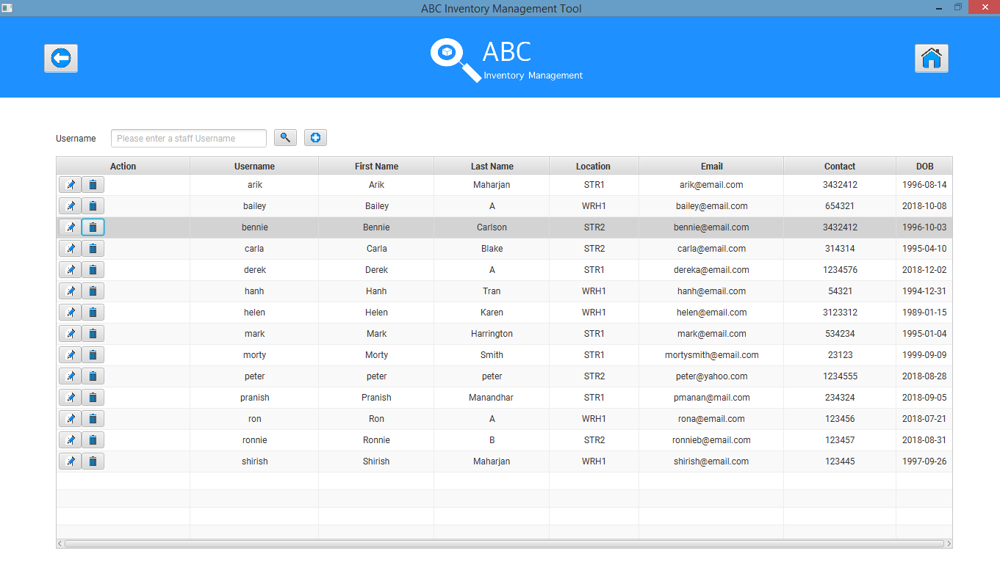 ABC Inventory Management Tool
ABC
Inventory Management
Username Please enter a staff Username
Action Username First Name Last Name Location Email Contact DOB
arik Arik Maharjan STR1 arik@email.com 3432412 1996-08-14
bailey Bailey A WRH1 bailey@email.com 654321 2018-10-08
bennie Bennie Carlson STR2 bennie@email.com 3432412 1996-10-03
carla Carla Blake STR2 carla@email.com 314314 1995-04-10
derek Derek A STR1 dereka@email.com 1234576 2018-12-02
hanh Hanh Tran WRH1 hanh@email.com 54321 1994-12-31
helen Helen Karen WRH1 helen@email.com 3123312 1989-01-15
mark Mark Harrington STR1 mark@email.com 534234 1995-01-04
morty Morty Smith STR1 mortysmith@email.com 23123 1999-09-09
peter peter peter STR2 peter@yahoo.com 1234555 2018-08-28
pranish Pranish Manandhar STR1 pmanan@mail.com 234324 2018-09-05
ron Ron A WRH1 rona@email.com 123456 2018-07-21
ronnie Ronnie B STR2 ronnieb@email.com 123457 2018-08-31
shirish Shirish Maharjan WRH1 shirish@email.com 123445 1997-09-26